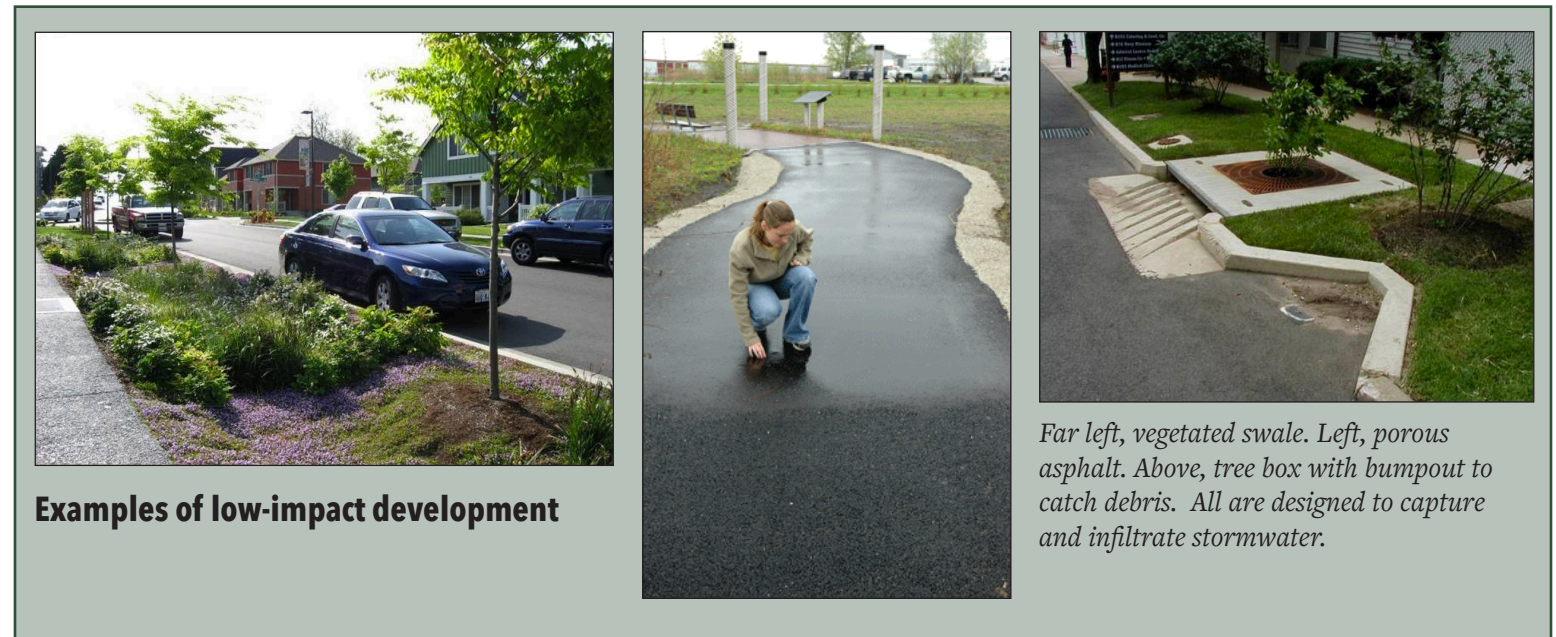 Examples of low-impact development
Far left, vegetated swale. Left, porous
asphalt. Above, tree box with bumpout to
catch debris.  All are designed to capture
and infiltrate stormwater.